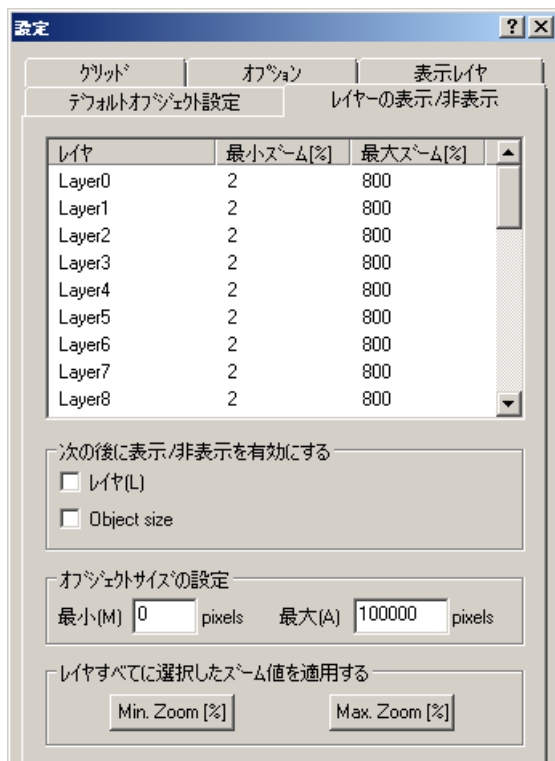 設定
グリッド オプション 表示レイヤ
デフォルトオブジェクト設定 レイヤーの表示/非表示
レイヤ 最小ズーム[%] 最大ズーム[%]
Layer0 2 800
Layer1 2 800
Layer2 2 800
Layer3 2 800
Layer4 2 800
Layer5 2 800
Layer6 2 800
Layer7 2 800
Layer8 2 800
次の後に表示/非表示を有効にする
レイヤ(L)
Object size
オブジェクトサイズの設定
最小(M) 0 pixels 最大(A) 100000 pixels
レイヤすべてに選択したズーム値を適用する
Min. Zoom [%] Max. Zoom [%]